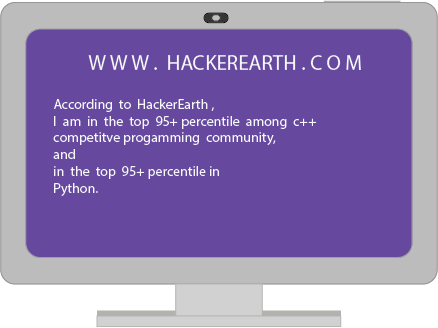 WWW. HACKEREARTH.COM
According to HackerEarth,
I am in the top 95+ percentile among c++
competitve progamming community,
and
in the top 95+ percentile in
Python.